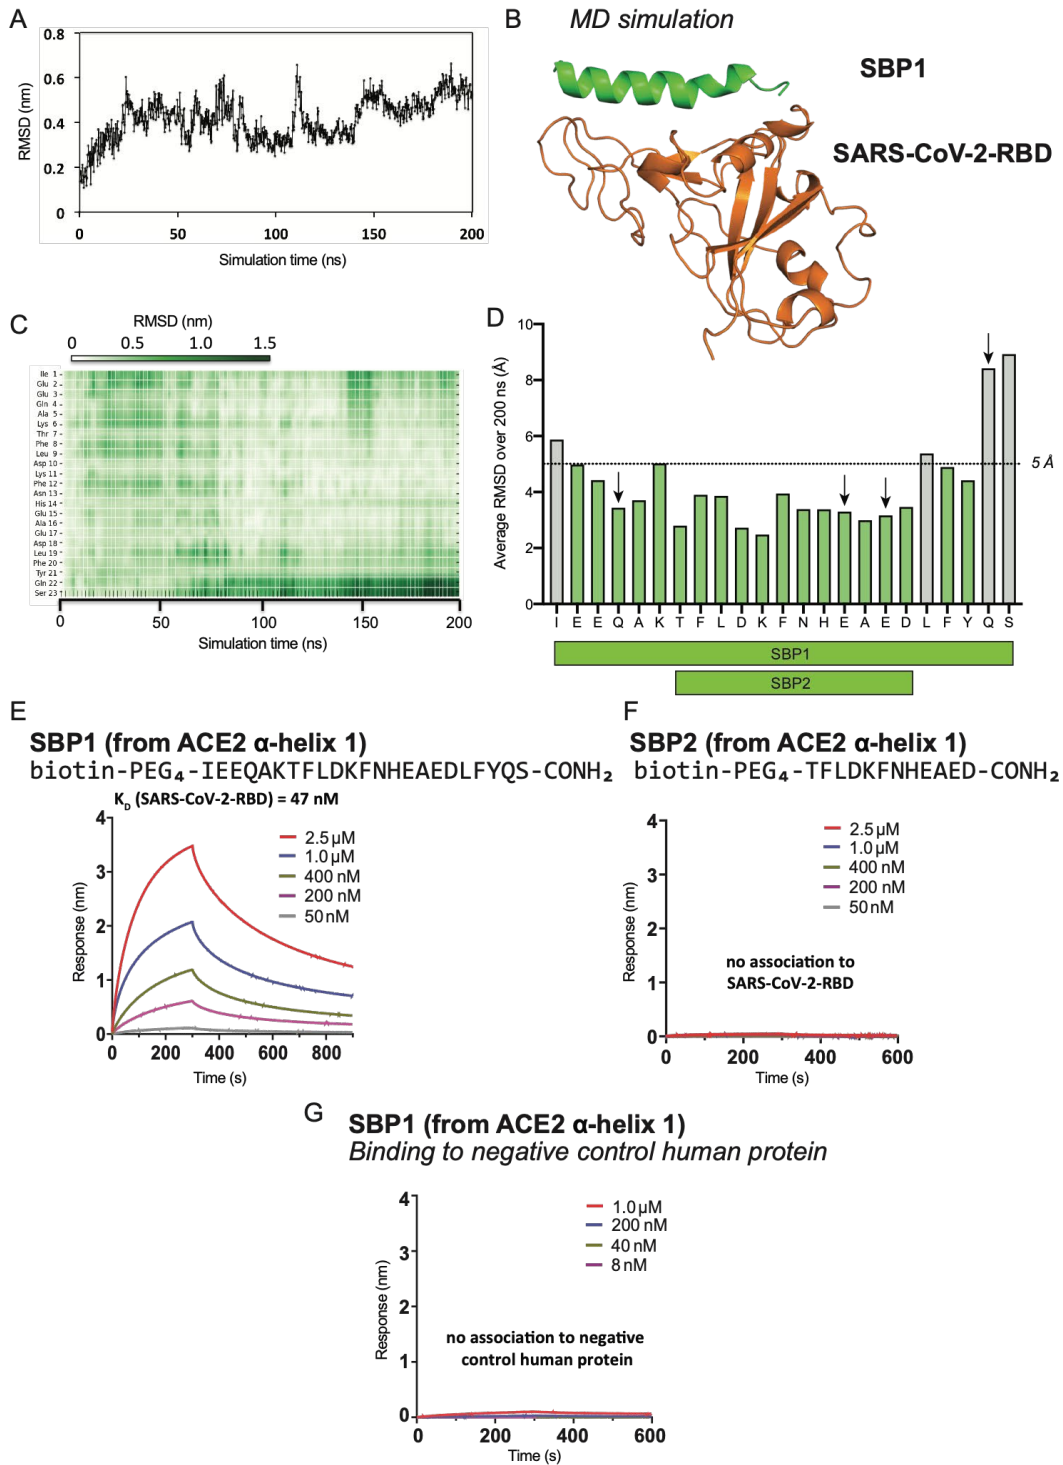 A
0.8
0.6
0.4
0.2
0
RMSD (nm)
0 50 100 150 200
Simulation time (ns)
B MD simulation
SBP1
SARS-CoV-2-RBD
C
RMSD (nm)
0 0.5 1.0 1.5
Ile 1
Glu 2
Glu 3
Gln 4
Ala 5
Lys 6
Thr 7
Phe 8
Leu 9
Asp 10
Lys 11
Phe 12
Asn 13
His 14
Glu 15
Ala 16
Glu 17
Asp 18
Leu 19
Phe 20
Tyr 21
Gln 22
Ser 23
0 50 100 150 200
Simulation time (ns)
D
10
8
6
4
2
0
Average RMSD over 200 ns (Å)
5 Å
I E E Q A K T F L D K F N H E A E D L F Y Q S
SBP1
SBP2
E
SBP1 (from ACE2 α-helix 1)
biotin-PEG₄-IEEQAKTFLDKFNHEAEDLFYQS-CONH₂
K_D (SARS-CoV-2-RBD) = 47 nM
4
3
2
1
0
Response (nm)
2.5 μM
1.0 μM
400 nM
200 nM
50 nM
0 200 400 600 800
Time (s)
F
SBP2 (from ACE2 α-helix 1)
biotin-PEG₄-TFLDKFNHEAED-CONH₂
4
3
2
1
0
Response (nm)
2.5 μM
1.0 μM
400 nM
200 nM
50 nM
no association to
SARS-CoV-2-RBD
0 200 400 600
Time (s)
G
SBP1 (from ACE2 α-helix 1)
Binding to negative control human protein
4
3
2
1
0
Response (nm)
1.0 μM
200 nM
40 nM
8 nM
no association to negative
control human protein
0 200 400 600
Time (s)